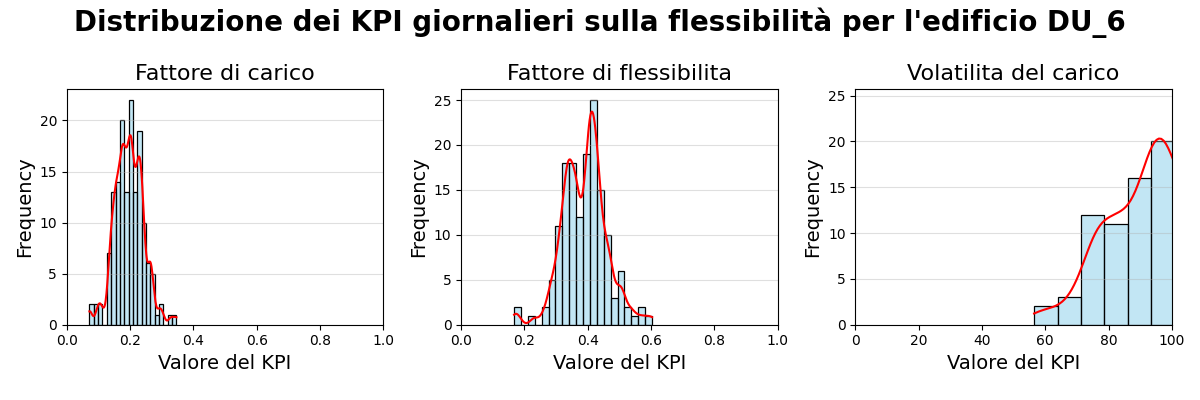 Distribuzione dei KPI giornalieri sulla flessibilità per l'edificio DU_6
Fattore di carico
Fattore di flessibilita
Volatilita del carico
Frequency
20
15
10
5
0
0.0 0.2 0.4 0.6 0.8 1.0
Valore del KPI
Frequency
25
20
15
10
5
0
0.0 0.2 0.4 0.6 0.8 1.0
Valore del KPI
Frequency
25
20
15
10
5
0
0 20 40 60 80 100
Valore del KPI